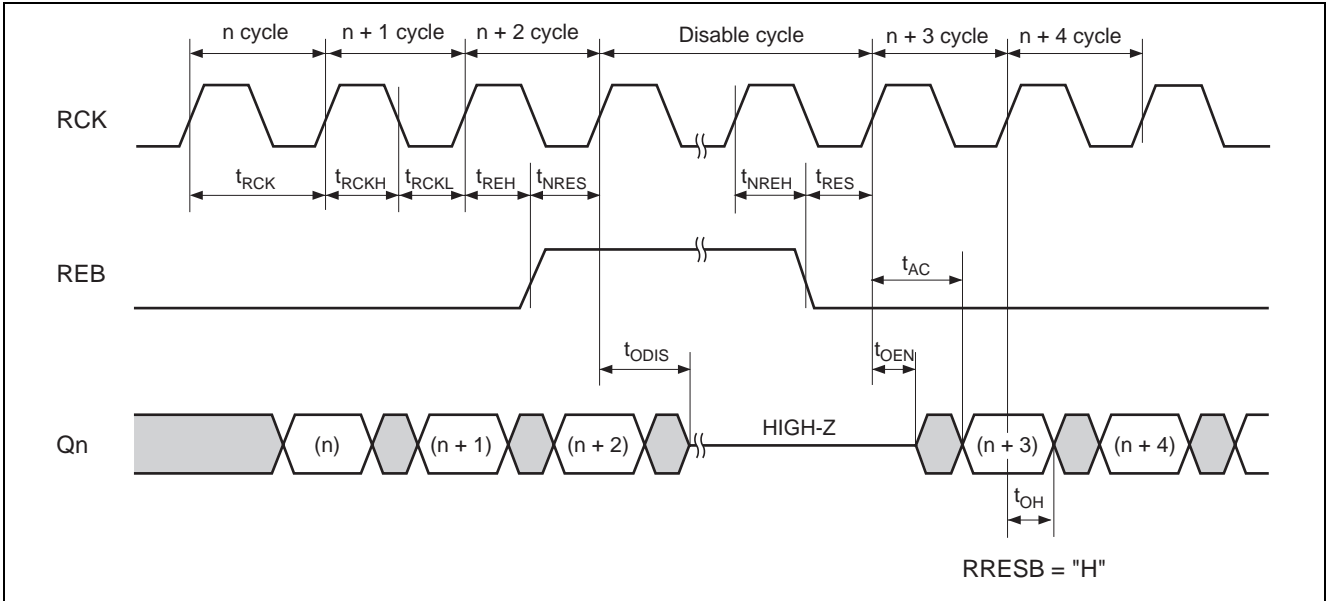 n cycle n + 1 cycle n + 2 cycle Disable cycle n + 3 cycle n + 4 cycle
RCK
tRCK tRCKH tRCKL tREH tNRES tNREH tRES
REB
tAC
tODIS tOEN
Qn (n) (n + 1) (n + 2) HIGH-Z (n + 3) (n + 4)
tOH
RRESB = "H"